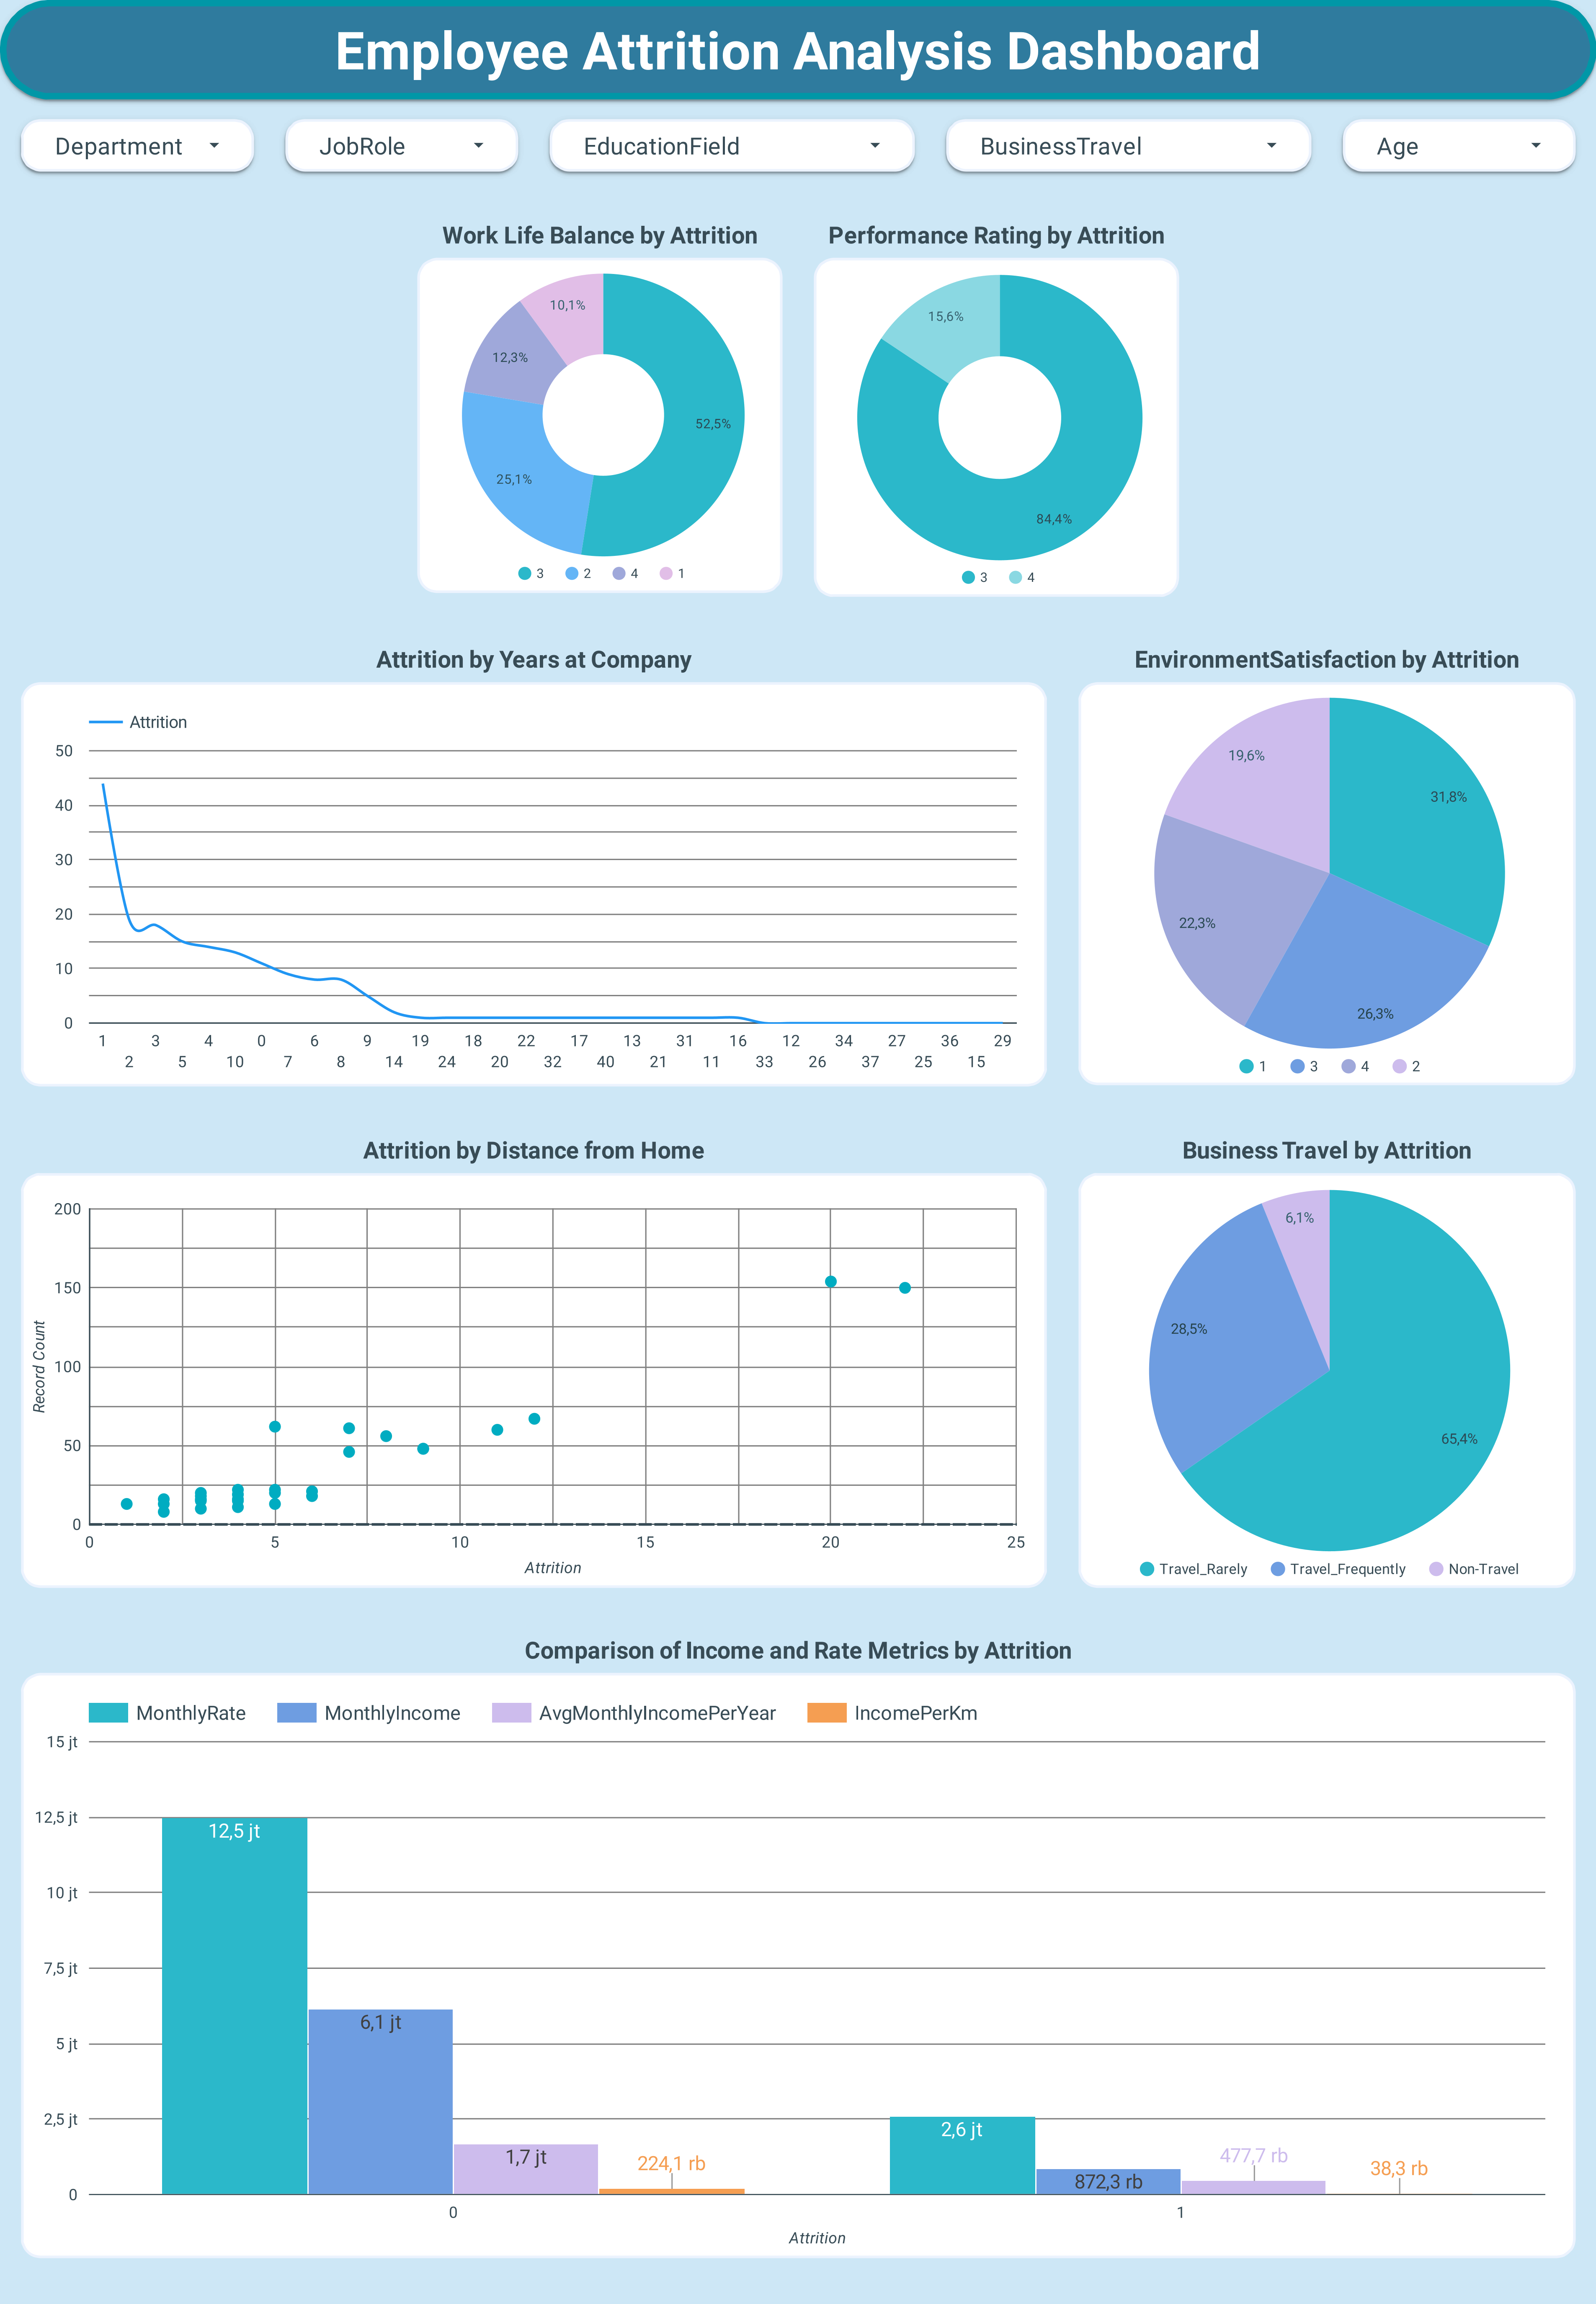 Employee Attrition Analysis Dashboard
Department
JobRole
EducationField
BusinessTravel
Age
Work Life Balance by Attrition
10,1%
12,3%
52,5%
25,1%
3 2 4 1
Performance Rating by Attrition
15,6%
84,4%
3 4
Attrition by Years at Company
Attrition
50
40
30
20
10
0
1 3 4 0 6 9 19 18 22 17 13 31 16 12 34 27 36 29
2 5 10 7 8 14 24 20 32 40 21 11 33 26 37 25 15
EnvironmentSatisfaction by Attrition
19,6%
31,8%
22,3%
26,3%
1 3 4 2
Attrition by Distance from Home
200
150
100
50
0
Record Count
0 5 10 15 20 25
Attrition
Business Travel by Attrition
6,1%
28,5%
65,4%
Travel_Rarely Travel_Frequently Non-Travel
Comparison of Income and Rate Metrics by Attrition
MonthlyRate MonthlyIncome AvgMonthlyIncomePerYear IncomePerKm
15 jt
12,5 jt
10 jt
7,5 jt
5 jt
2,5 jt
0
12,5 jt
6,1 jt
1,7 jt
224,1 rb
2,6 jt
872,3 rb
477,7 rb
38,3 rb
0 1
Attrition